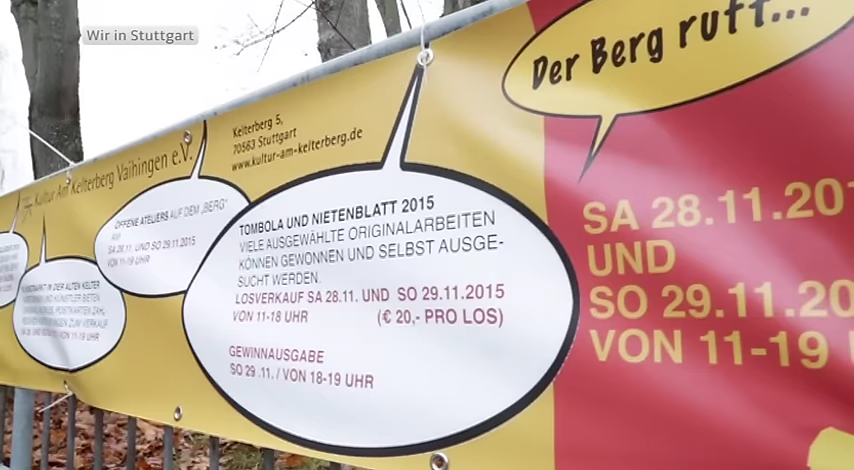 Wir in Stuttgart
Der Berg ruft...
Kelterberg 5,
70563 Stuttgart
www.kultur-am-kelterberg.de
Kultur Am Kelterberg Vaihingen e.V.
OFFENE ATELIERS AUF DEM „BERG“
SA 28.11. UND SO 29.11.2015
VON 11-19 UHR
TOMBOLA UND NIETENBLATT 2015
VIELE AUSGEWÄHLTE ORIGINALARBEITEN
KÖNNEN GEWONNEN UND SELBST AUSGE-
SUCHT WERDEN
LOSVERKAUF SA 28.11. UND SO 29.11.2015
VON 11-18 UHR (€ 20,- PRO LOS)
GEWINNAUSGABE
SO 29 .11. / VON 18-19 UHR
IN DER ALTEN KELTER
SA 28.11.201
UND
SO 29.11.20
VON 11-19 U